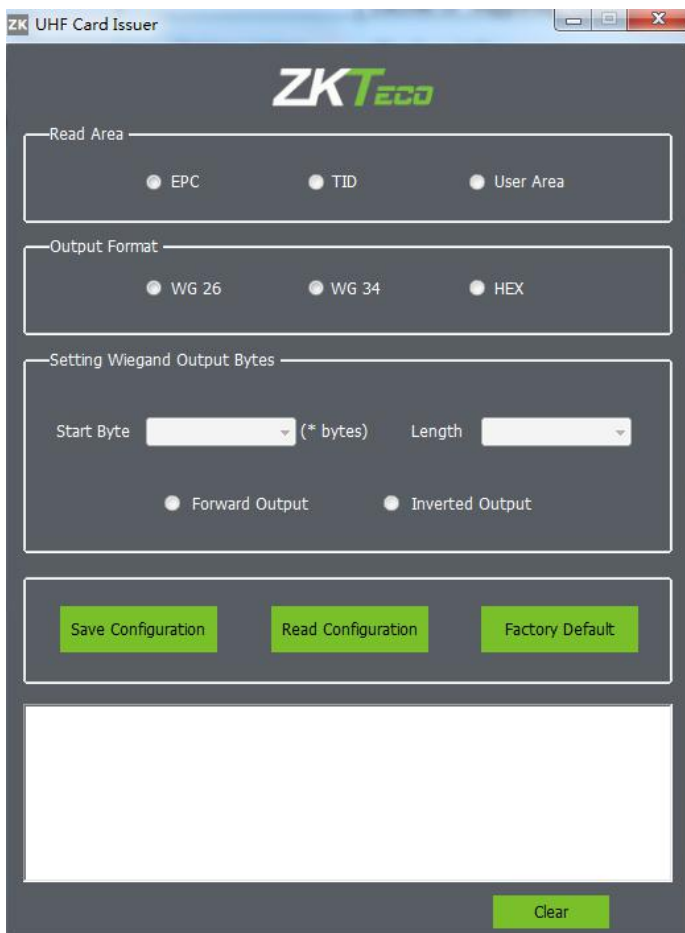 ZK UHF Card Issuer
ZKTECO
Read Area
EPC TID User Area
Output Format
WG 26 WG 34 HEX
Setting Wiegand Output Bytes
Start Byte (* bytes) Length
Forward Output Inverted Output
Save Configuration Read Configuration Factory Default
Clear